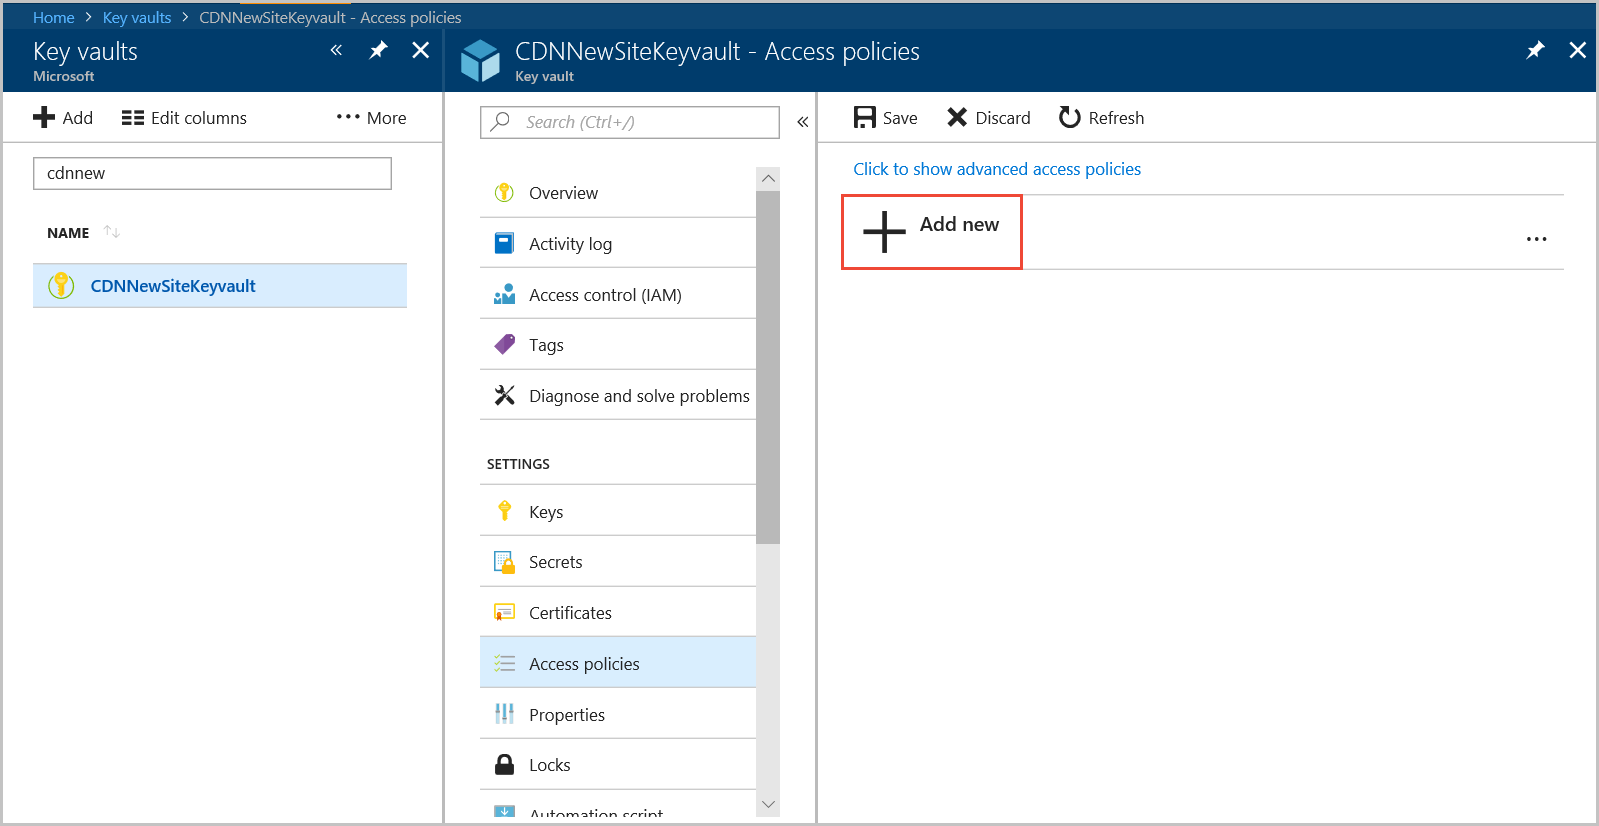 Home > Key vaults > CDNNewSiteKeyvault - Access policies
Key vaults
Microsoft
CDNNewSiteKeyvault - Access policies
Key vault
Add
Edit columns
More
cdnnew
NAME
CDNNewSiteKeyvault
Search (Ctrl+/)
Overview
Activity log
Access control (IAM)
Tags
Diagnose and solve problems
SETTINGS
Keys
Secrets
Certificates
Access policies
Properties
Locks
Automation script
Save
Discard
Refresh
Click to show advanced access policies
Add new